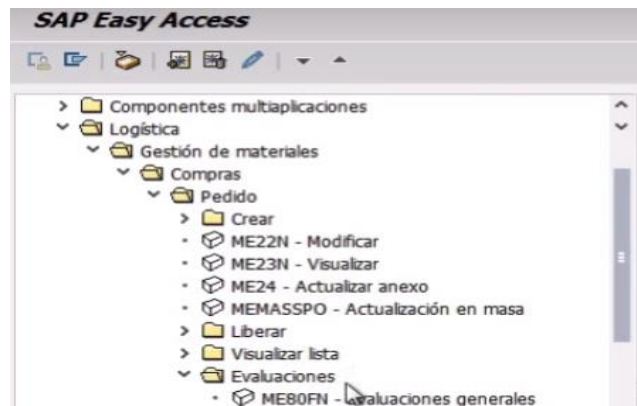 SAP Easy Access
Componentes multiaplicaciones
Logística
Gestión de materiales
Compras
Pedido
Crear
ME22N - Modificar
ME23N - Visualizar
ME24 - Actualizar anexo
MEMASSPO - Actualización en masa
Liberar
Visualizar lista
Evaluaciones
ME80FN - Evaluaciones generales